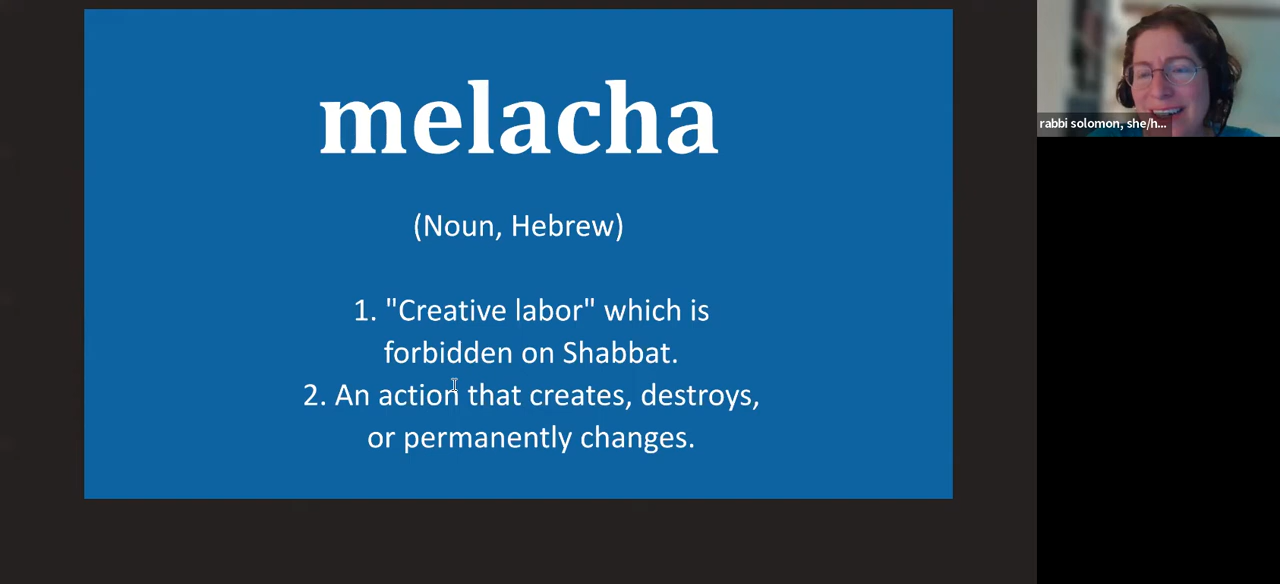 melacha
(Noun, Hebrew)
1. "Creative labor" which is
forbidden on Shabbat.
2. An action that creates, destroys,
or permanently changes.
rabbi solomon, she/h...